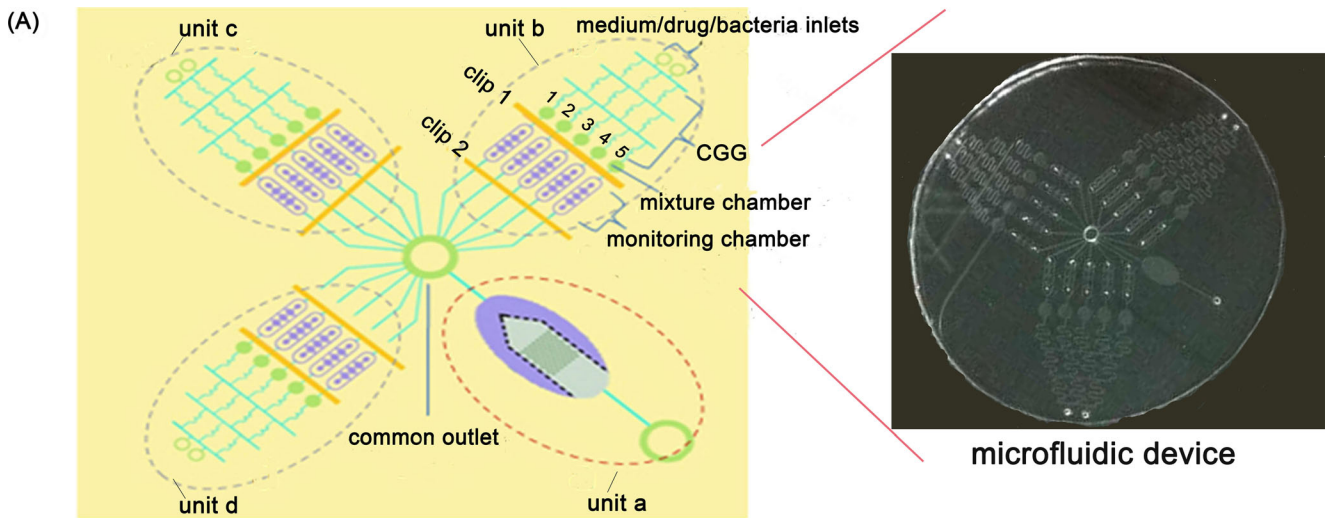 (A)
unit c
unit b
medium/drug/bacteria inlets
clip 1
1 2 3 4 5
clip 2
CGG
mixture chamber
monitoring chamber
common outlet
microfluidic device
unit d
unit a